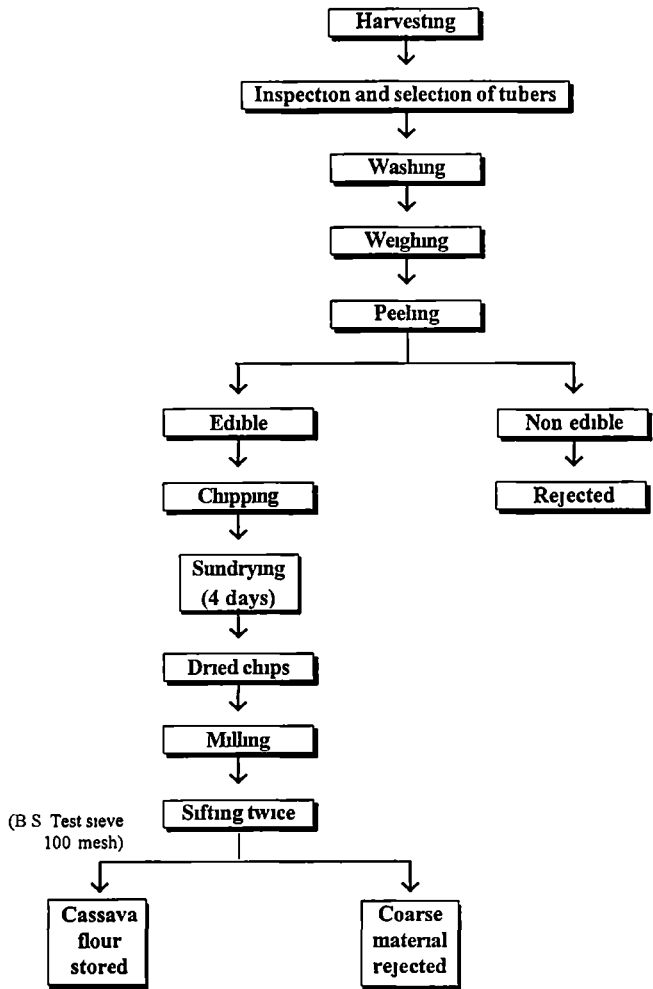 Harvesting
Inspection and selection of tubers
Washing
Weighing
Peeling
Edible
Non edible
Chipping
Rejected
Sundrying
(4 days)
Dried chips
Milling
Sifting twice
(B S Test sieve
100 mesh)
Cassava
flour
stored
Coarse
material
rejected